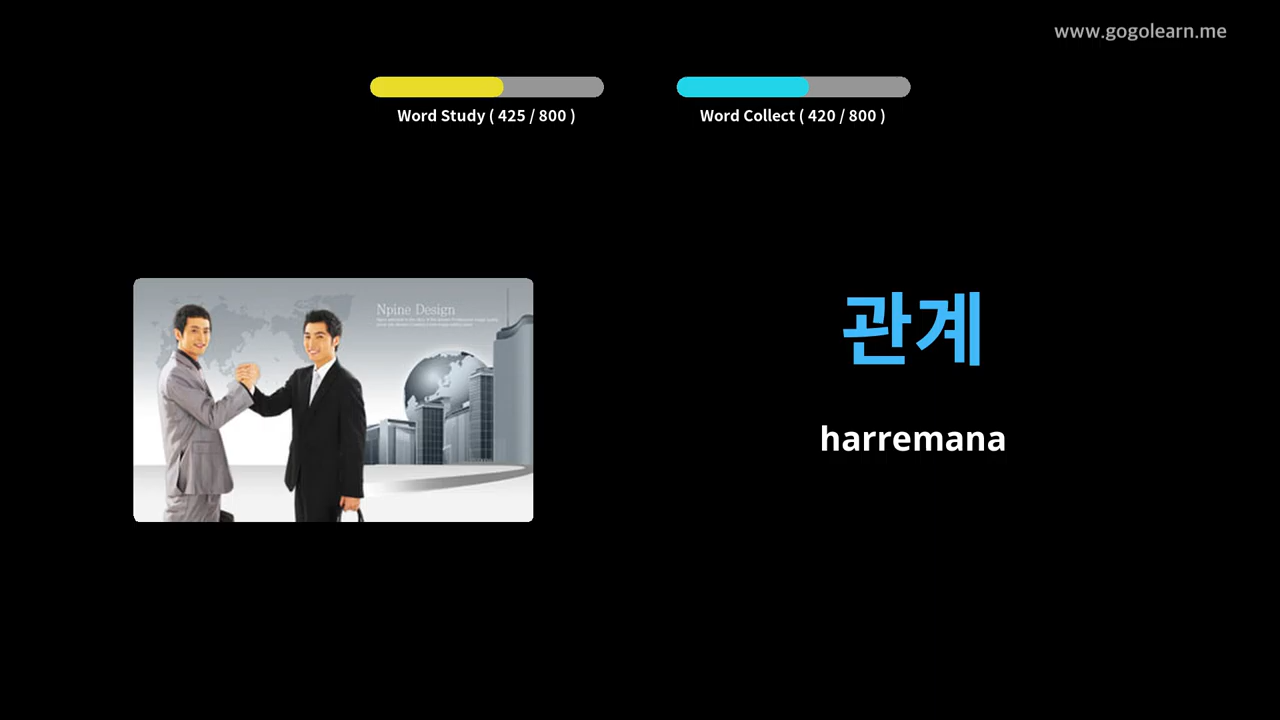 www.gogolearn.me
Word Study ( 425 / 800 )
Word Collect ( 420 / 800 )
Npine Design
관계
harremana